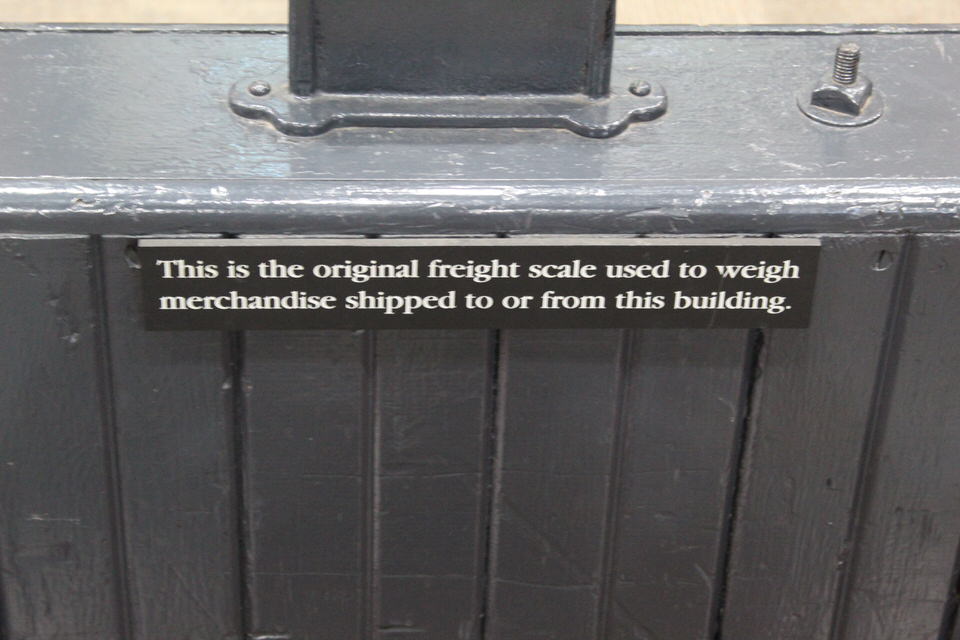 This is the original freight scale used to weigh
merchandise shipped to or from this building.